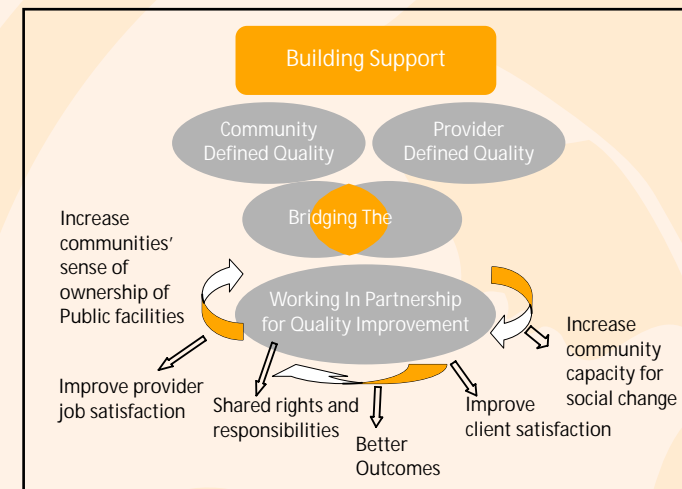 Building Support
Community
Defined Quality
Provider
Defined Quality
Bridging The
Increase
communities'
sense of
ownership of
Public facilities
Working In Partnership
for Quality Improvement
Increase
community
capacity for
social change
Improve provider
job satisfaction
Shared rights and
responsibilities
Better
Outcomes
Improve
client satisfaction